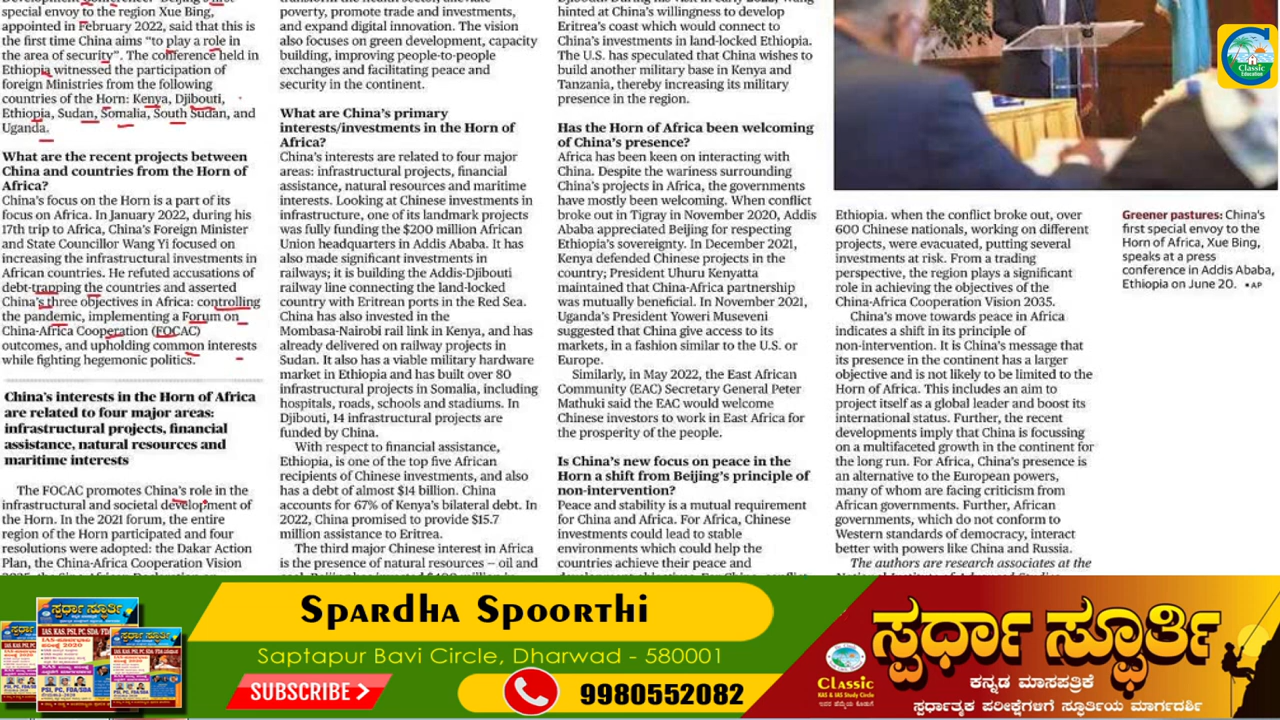 special envoy to the region Xue Bing,
appointed in February 2022, said that this is
the first time China aims “to play a role in
the area of security”. The conference held in
Ethiopia witnessed the participation of
foreign Ministries from the following
countries of the Horn: Kenya, Djibouti,
Ethiopia, Sudan, Somalia, South Sudan, and
Uganda.
What are the recent projects between
China and countries from the Horn of
Africa?
China’s focus on the Horn is a part of its
focus on Africa. In January 2022, during his
17th trip to Africa, China’s Foreign Minister
and State Councillor Wang Yi focused on
increasing the infrastructural investments in
African countries. He refuted accusations of
debt-trapping the countries and asserted
China’s three objectives in Africa: controlling
the pandemic, implementing a Forum on
China-Africa Cooperation (FOCAC)
outcomes, and upholding common interests
while fighting hegemonic politics.
China’s interests in the Horn of Africa
are related to four major areas:
infrastructural projects, financial
assistance, natural resources and
maritime interests
The FOCAC promotes China’s role in the
infrastructural and societal development of
the Horn. In the 2021 forum, the entire
region of the Horn participated and four
resolutions were adopted: the Dakar Action
Plan, the China-Africa Cooperation Vision
poverty, promote trade and investments,
and expand digital innovation. The vision
also focuses on green development, capacity
building, improving people-to-people
exchanges and facilitating peace and
security in the continent.
What are China’s primary
interests/investments in the Horn of
Africa?
China’s interests are related to four major
areas: infrastructural projects, financial
assistance, natural resources and maritime
interests. Looking at Chinese investments in
infrastructure, one of its landmark projects
was fully funding the $200 million African
Union headquarters in Addis Ababa. It has
also made significant investments in
railways; it is building the Addis-Djibouti
railway line connecting the land-locked
country with Eritrean ports in the Red Sea.
China has also invested in the
Mombasa-Nairobi rail link in Kenya, and has
already delivered on railway projects in
Sudan. It also has a viable military hardware
market in Ethiopia and has built over 80
infrastructural projects in Somalia, including
hospitals, roads, schools and stadiums. In
Djibouti, 14 infrastructural projects are
funded by China.
With respect to financial assistance,
Ethiopia, is one of the top five African
recipients of Chinese investments, and also
has a debt of almost $14 billion. China
accounts for 67% of Kenya’s bilateral debt. In
2022, China promised to provide $15.7
million assistance to Eritrea.
The third major Chinese interest in Africa
is the presence of natural resources — oil and
hinted at China’s willingness to develop
Eritrea’s coast which would connect to
China’s investments in land-locked Ethiopia.
The U.S. has speculated that China wishes to
build another military base in Kenya and
Tanzania, thereby increasing its military
presence in the region.
Has the Horn of Africa been welcoming
of China’s presence?
Africa has been keen on interacting with
China. Despite the wariness surrounding
China’s projects in Africa, the governments
have mostly been welcoming. When conflict
broke out in Tigray in November 2020, Addis
Ababa appreciated Beijing for respecting
Ethiopia’s sovereignty. In December 2021,
Kenya defended Chinese projects in the
country; President Uhuru Kenyatta
maintained that China-Africa partnership
was mutually beneficial. In November 2021,
Uganda’s President Yoweri Museveni
suggested that China give access to its
markets, in a fashion similar to the U.S. or
Europe.
Similarly, in May 2022, the East African
Community (EAC) Secretary General Peter
Mathuki said the EAC would welcome
Chinese investors to work in East Africa for
the prosperity of the people.
Is China’s new focus on peace in the
Horn a shift from Beijing’s principle of
non-intervention?
Peace and stability is a mutual requirement
for China and Africa. For Africa, Chinese
investments could lead to stable
environments which could help the
countries achieve their peace and
Ethiopia. when the conflict broke out, over
600 Chinese nationals, working on different
projects, were evacuated, putting several
investments at risk. From a trading
perspective, the region plays a significant
role in achieving the objectives of the
China-Africa Cooperation Vision 2035.
China’s move towards peace in Africa
indicates a shift in its principle of
non-intervention. It is China’s message that
its presence in the continent has a larger
objective and is not likely to be limited to the
Horn of Africa. This includes an aim to
project itself as a global leader and boost its
international status. Further, the recent
developments imply that China is focussing
on a multifaceted growth in the continent for
the long run. For Africa, China’s presence is
an alternative to the European powers,
many of whom are facing criticism from
African governments. Further, African
governments, which do not conform to
Western standards of democracy, interact
better with powers like China and Russia.
The authors are research associates at the
Greener pastures: China’s
first special envoy to the
Horn of Africa, Xue Bing,
speaks at a press
conference in Addis Ababa,
Ethiopia on June 20. • AP
Classic
Education
Spardha Spoorthi
Saptapur Bavi Circle, Dharwad - 580001
SUBSCRIBE
9980552082
ಸ್ಪರ್ಧಾ ಸ್ಫೂರ್ತಿ
ಕನ್ನಡ ಮಾಸಪತ್ರಿಕೆ
ಸ್ಪರ್ಧಾತ್ಮಕ ಪರೀಕ್ಷೆಗಳಿಗೆ ಸ್ಫೂರ್ತಿಯ ಮಾರ್ಗದರ್ಶಿ
Classic
KAS & IAS Study Circle